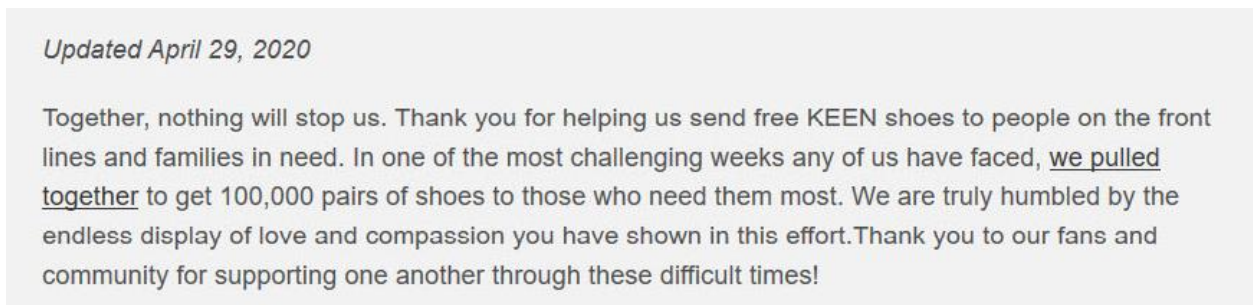 Updated April 29, 2020
Together, nothing will stop us. Thank you for helping us send free KEEN shoes to people on the front
lines and families in need. In one of the most challenging weeks any of us have faced, we pulled
together to get 100,000 pairs of shoes to those who need them most. We are truly humbled by the
endless display of love and compassion you have shown in this effort.Thank you to our fans and
community for supporting one another through these difficult times!